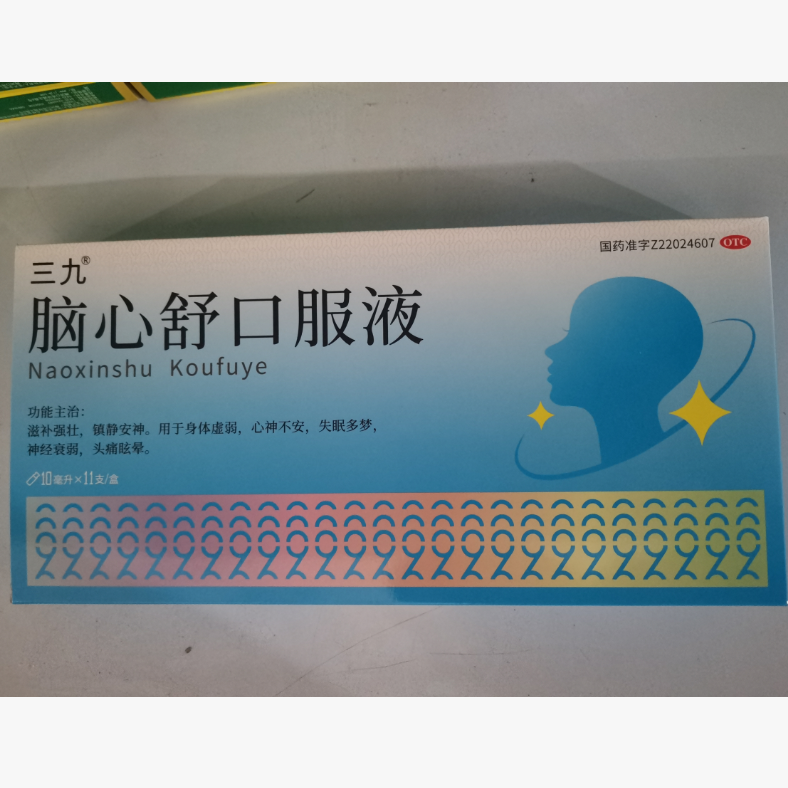 国药准字Z22024607 OTC
三九®
脑心舒口服液
Naoxinshu Koufuye
功能主治：
滋补强壮，镇静安神。用于身体虚弱，心神不安，失眠多梦，
神经衰弱，头痛眩晕。
10毫升×11支/盒